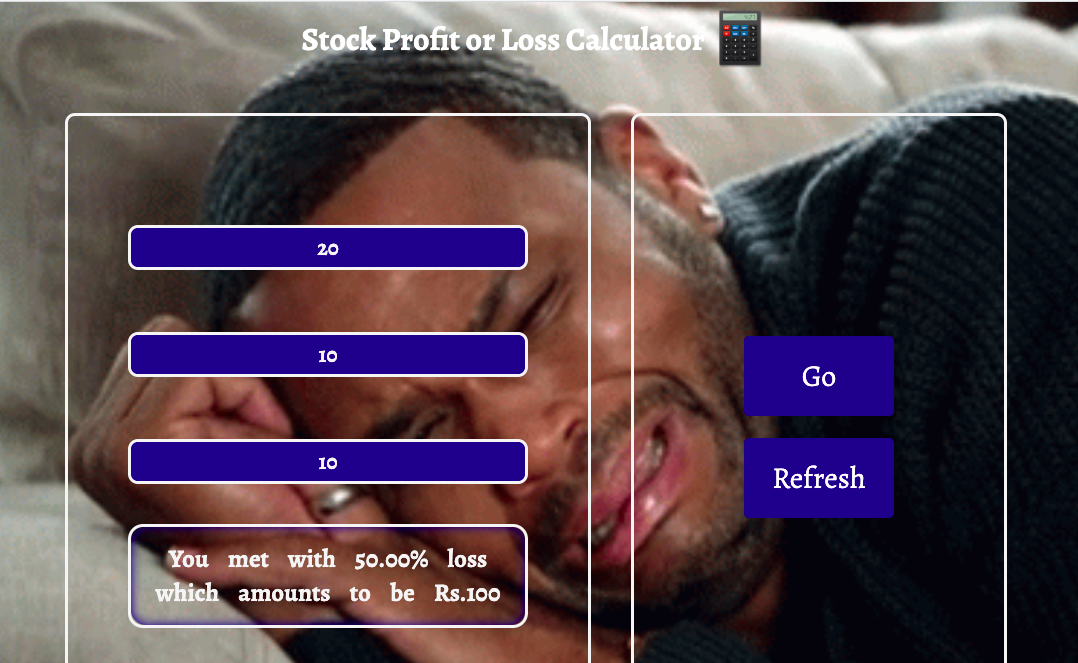 Stock Profit or Loss Calculator
20
10
10
Go
Refresh
You met with 50.00% loss
which amounts to be Rs.100